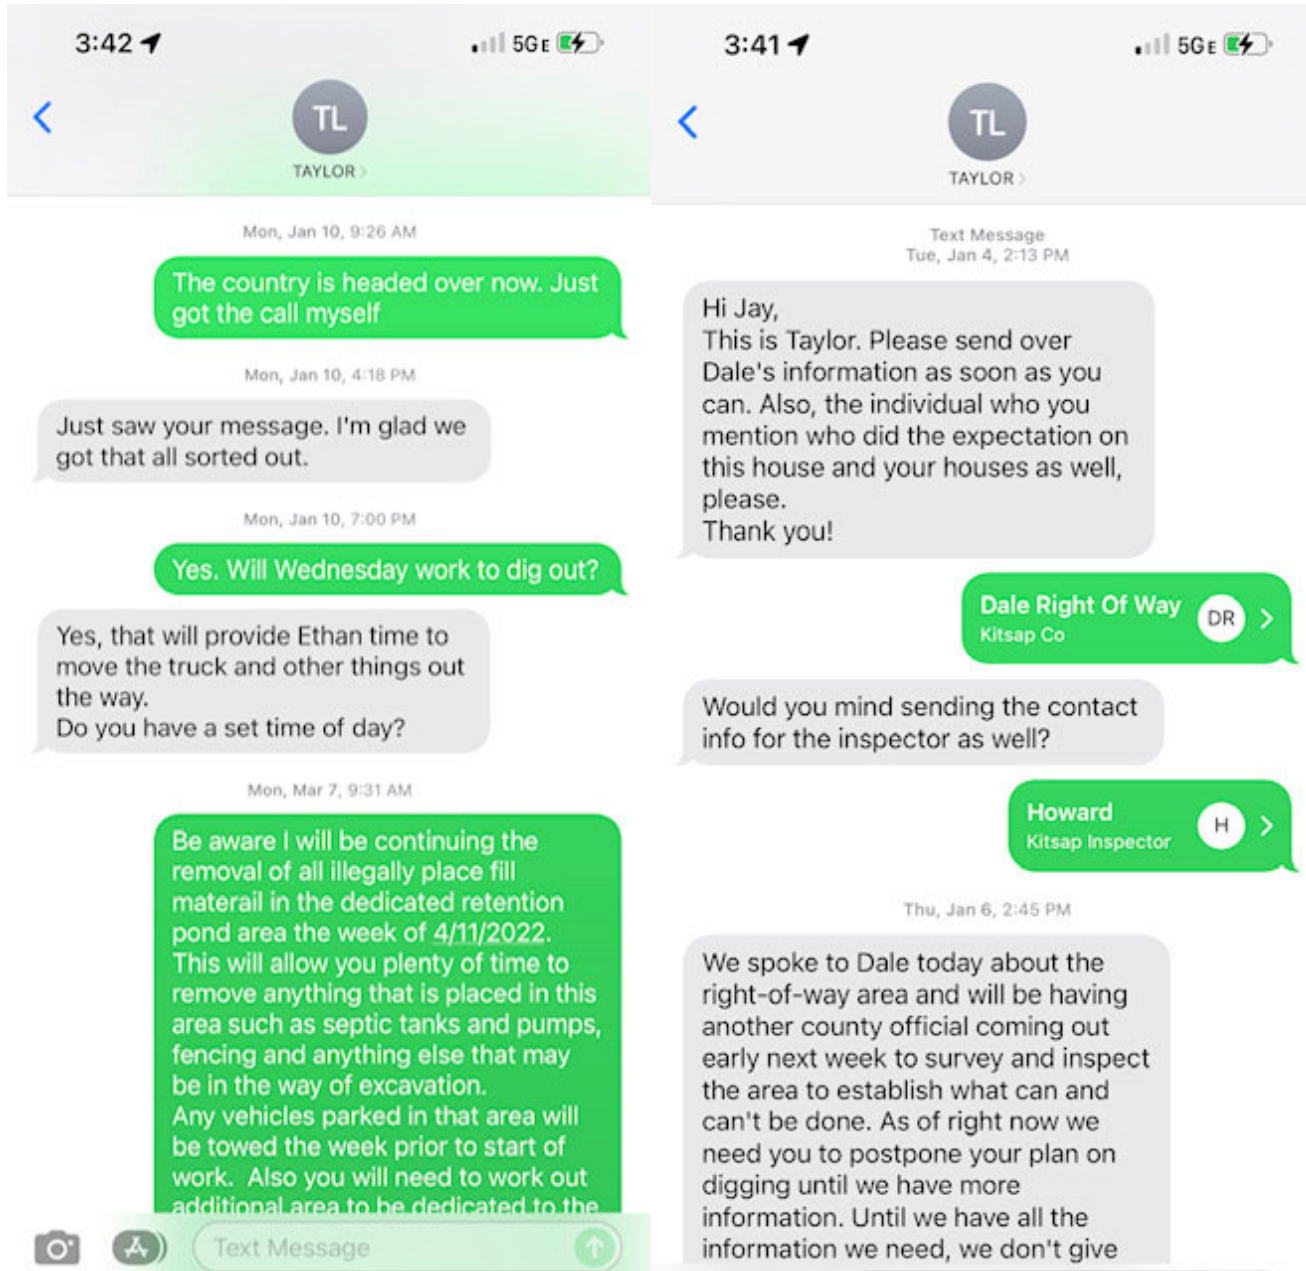 3:42
5GE
TL
TAYLOR
Mon, Jan 10, 9:26 AM
The country is headed over now. Just
got the call myself
Mon, Jan 10, 4:18 PM
Just saw your message. I'm glad we
got that all sorted out.
Mon, Jan 10, 7:00 PM
Yes. Will Wednesday work to dig out?
Yes, that will provide Ethan time to
move the truck and other things out
the way.
Do you have a set time of day?
Mon, Mar 7, 9:31 AM
Be aware I will be continuing the
removal of all illegally place fill
materail in the dedicated retention
pond area the week of 4/11/2022.
This will allow you plenty of time to
remove anything that is placed in this
area such as septic tanks and pumps,
fencing and anything else that may
be in the way of excavation.
Any vehicles parked in that area will
be towed the week prior to start of
work.  Also you will need to work out
additional area to be dedicated to the
Text Message
3:41
5GE
TL
TAYLOR
Text Message
Tue, Jan 4, 2:13 PM
Hi Jay,
This is Taylor. Please send over
Dale's information as soon as you
can. Also, the individual who you
mention who did the expectation on
this house and your houses as well,
please.
Thank you!
Dale Right Of Way
Kitsap Co
DR
Would you mind sending the contact
info for the inspector as well?
Howard
Kitsap Inspector
H
Thu, Jan 6, 2:45 PM
We spoke to Dale today about the
right-of-way area and will be having
another county official coming out
early next week to survey and inspect
the area to establish what can and
can't be done. As of right now we
need you to postpone your plan on
digging until we have more
information. Until we have all the
information we need, we don't give